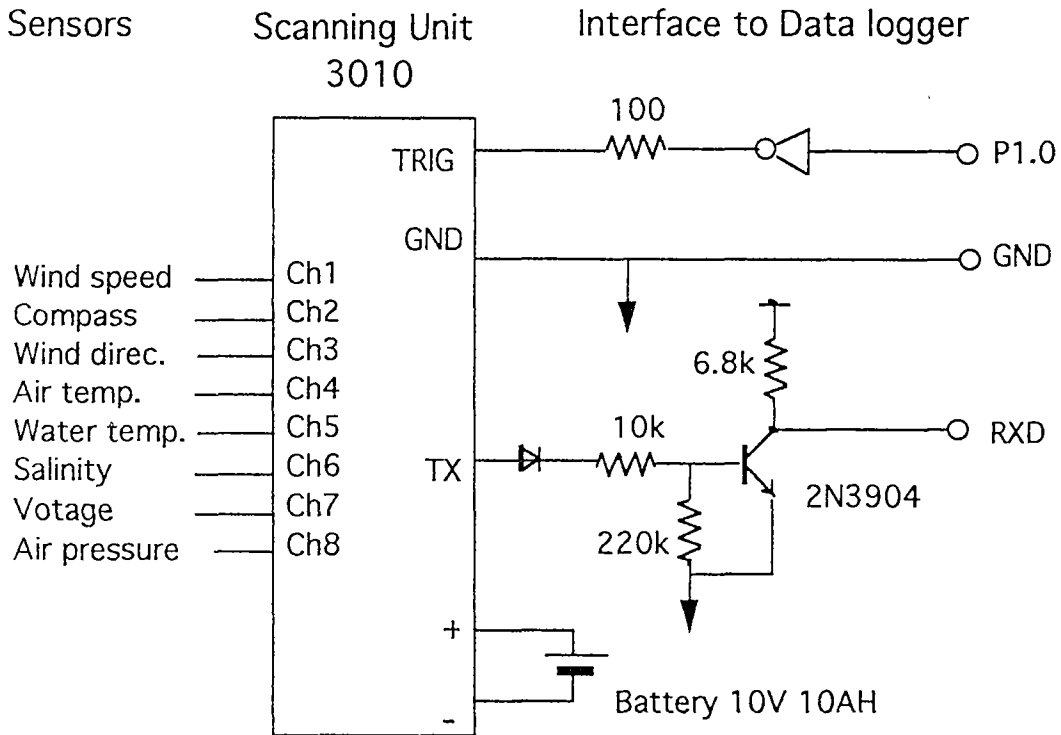 Sensors
Scanning Unit
3010
Interface to Data logger
100
TRIG
P1.0
GND
GND
Wind speed
Ch1
Compass
Ch2
Wind direc.
Ch3
Air temp.
Ch4
Water temp.
Ch5
Salinity
Ch6
Votage
Ch7
Air pressure
Ch8
6.8k
10k
TX
RXD
2N3904
220k
+
-
Battery 10V 10AH